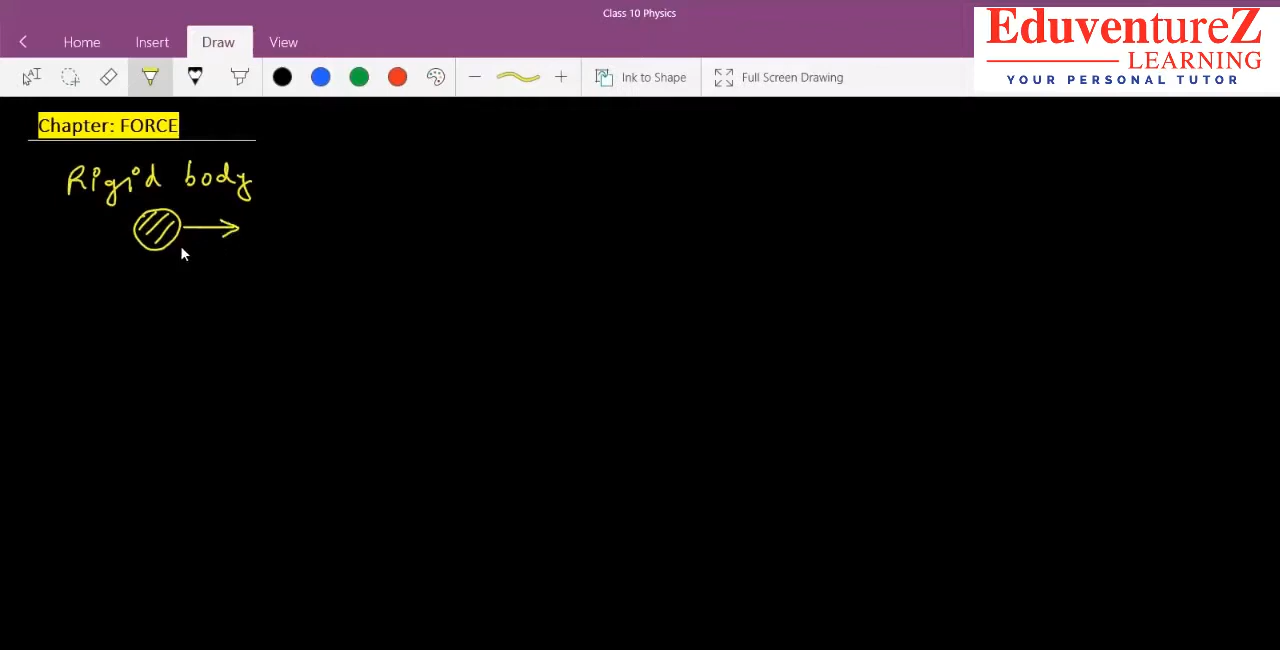 Class 10 Physics
Home Insert Draw View
EduventureZ
LEARNING
YOUR PERSONAL TUTOR
Ink to Shape Full Screen Drawing
Chapter: FORCE
Rigid body